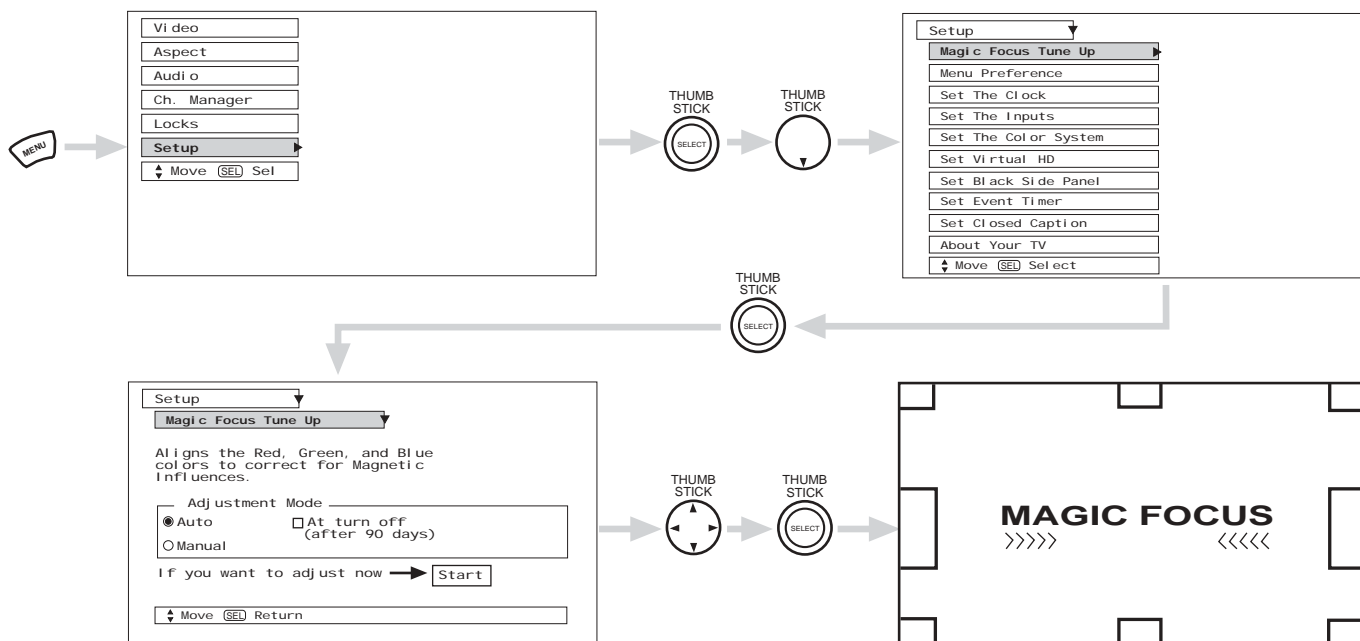 MENU
Video
Aspect
Audio
Ch. Manager
Locks
Setup
Move SEL Sel
THUMB
STICK
SELECT
THUMB
STICK
Setup
Magic Focus Tune Up
Menu Preference
Set The Clock
Set The Inputs
Set The Color System
Set Virtual HD
Set Black Side Panel
Set Event Timer
Set Closed Caption
About Your TV
Move SEL Select
THUMB
STICK
SELECT
Setup
Magic Focus Tune Up
Aligns the Red, Green, and Blue
colors to correct for Magnetic
Influences.
Adjustment Mode
Auto
At turn off
(after 90 days)
Manual
If you want to adjust now
Start
Move SEL Return
THUMB
STICK
THUMB
STICK
SELECT
MAGIC FOCUS